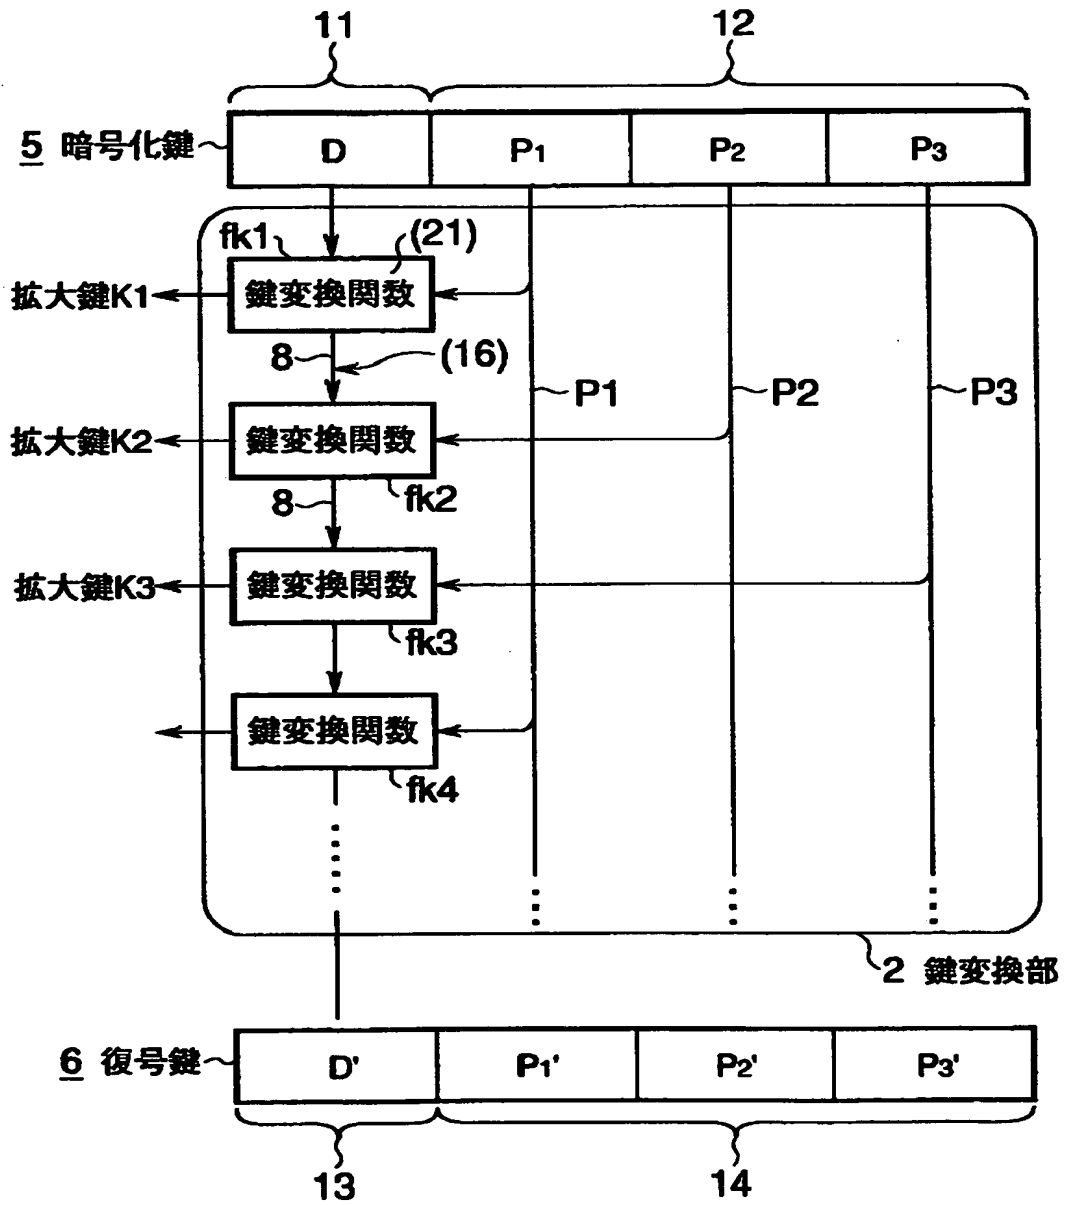 11 12
5 暗号化鍵 D P1 P2 P3
fk1 (21)
拡大鍵K1 鍵変換関数
8 (16)
P1 P2 P3
拡大鍵K2 鍵変換関数
8 fk2
拡大鍵K3 鍵変換関数
fk3
鍵変換関数
fk4
2 鍵変換部
6 復号鍵 D' P1' P2' P3'
13 14